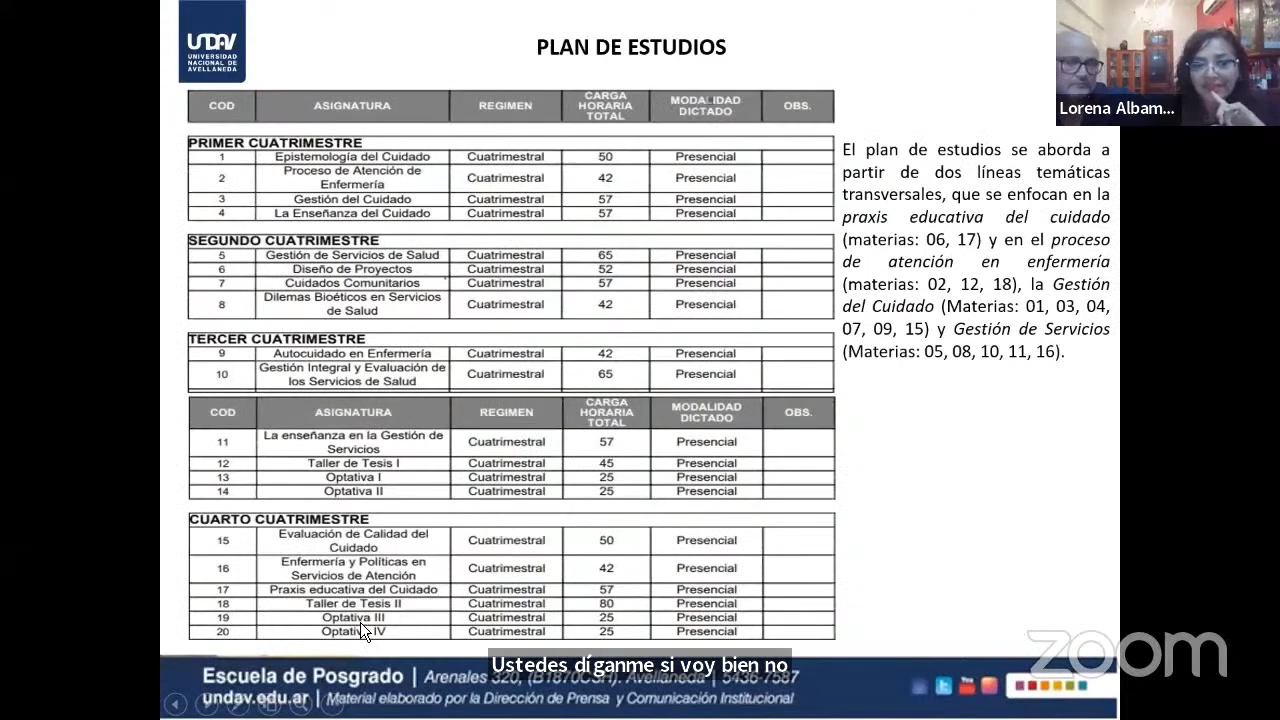 UNDAV
UNIVERSIDAD
NACIONAL DE
AVELLANEDA
PLAN DE ESTUDIOS
Lorena Albam...
COD ASIGNATURA REGIMEN CARGA HORARIA TOTAL MODALIDAD DICTADO OBS.
PRIMER CUATRIMESTRE
1 Epistemología del Cuidado Cuatrimestral 50 Presencial
2 Proceso de Atención de Enfermería Cuatrimestral 42 Presencial
3 Gestión del Cuidado Cuatrimestral 57 Presencial
4 La Enseñanza del Cuidado Cuatrimestral 57 Presencial
SEGUNDO CUATRIMESTRE
5 Gestión de Servicios de Salud Cuatrimestral 65 Presencial
6 Diseño de Proyectos Cuatrimestral 52 Presencial
7 Cuidados Comunitarios Cuatrimestral 57 Presencial
8 Dilemas Bioéticos en Servicios de Salud Cuatrimestral 42 Presencial
TERCER CUATRIMESTRE
9 Autocuidado en Enfermería Cuatrimestral 42 Presencial
10 Gestión Integral y Evaluación de los Servicios de Salud Cuatrimestral 65 Presencial
COD ASIGNATURA REGIMEN CARGA HORARIA TOTAL MODALIDAD DICTADO OBS.
11 La enseñanza en la Gestión de Servicios Cuatrimestral 57 Presencial
12 Taller de Tesis I Cuatrimestral 45 Presencial
13 Optativa I Cuatrimestral 25 Presencial
14 Optativa II Cuatrimestral 25 Presencial
CUARTO CUATRIMESTRE
15 Evaluación de Calidad del Cuidado Cuatrimestral 50 Presencial
16 Enfermería y Políticas en Servicios de Atención Cuatrimestral 42 Presencial
17 Praxis educativa del Cuidado Cuatrimestral 57 Presencial
18 Taller de Tesis II Cuatrimestral 80 Presencial
19 Optativa III Cuatrimestral 25 Presencial
20 Optativa IV Cuatrimestral 25 Presencial
El plan de estudios se aborda a
partir de dos líneas temáticas
transversales, que se enfocan en la
praxis educativa del cuidado
(materias: 06, 17) y en el proceso
de atención en enfermería
(materias: 02, 12, 18), la Gestión
del Cuidado (Materias: 01, 03, 04,
07, 09, 15) y Gestión de Servicios
(Materias: 05, 08, 10, 11, 16).
zoom
Ustedes díganme si voy bien no
Escuela de Posgrado | Arenales 320, (B1870CSH). Avellaneda | 5436-7587
undav.edu.ar | Material elaborado por la Dirección de Prensa y Comunicación Institucional